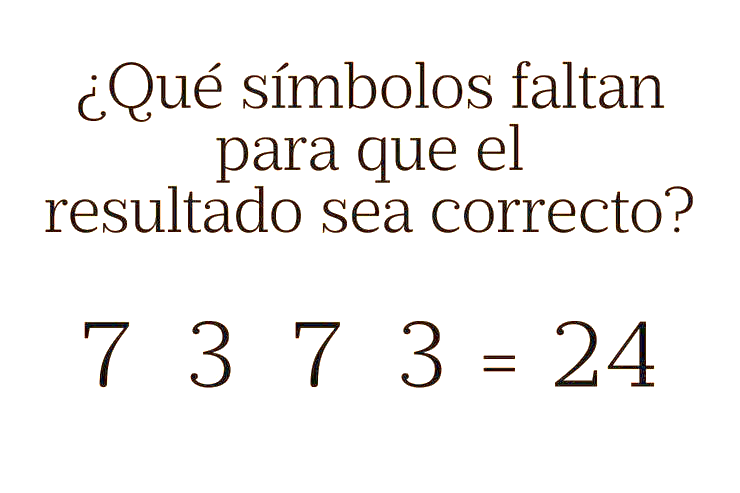 ¿Qué símbolos faltan
para que el
resultado sea correcto?
7 3 7 3 = 24